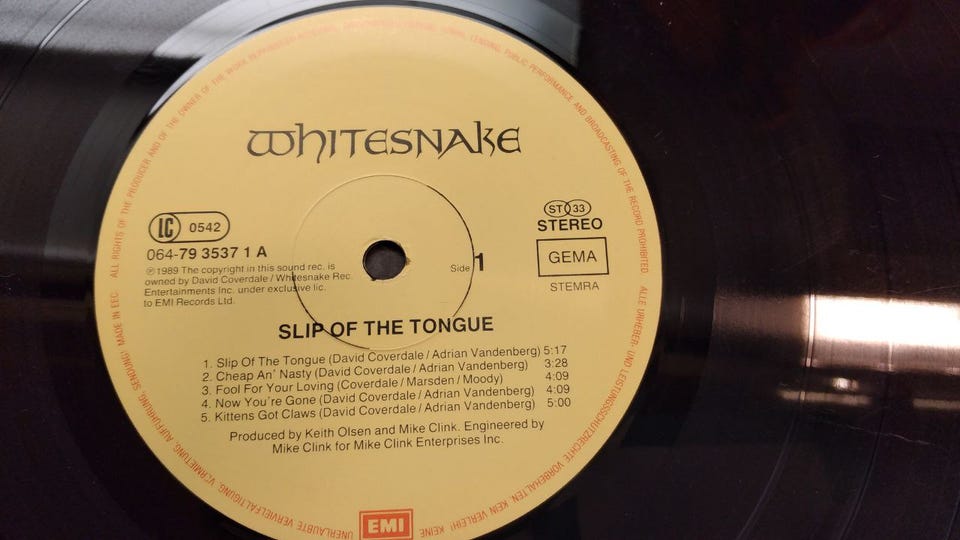 WHITESNAKE
LC 0542
064-79 3537 1 A
℗1989 The copyright in this sound rec. is
owned by David Coverdale / Whitesnake Rec.
Entertainments Inc. under exclusive lic.
to EMI Records Ltd.
ST 33
STEREO
GEMA
STEMRA
Side 1
SLIP OF THE TONGUE
1. Slip Of The Tongue (David Coverdale / Adrian Vandenberg) 5:17
2. Cheap An' Nasty (David Coverdale / Adrian Vandenberg) 3:28
3. Fool For Your Loving (Coverdale / Marsden / Moody) 4:09
4. Now You're Gone (David Coverdale / Adrian Vandenberg) 4:09
5. Kittens Got Claws (David Coverdale / Adrian Vandenberg) 5:00
Produced by Keith Olsen and Mike Clink. Engineered by
Mike Clink for Mike Clink Enterprises Inc.
EMI
MADE IN EEC ALL RIGHTS OF THE PRODUCER AND OF THE OWNER OF THE WORK LENDING, PUBLIC PERFORMANCE AND BROADCASTING OF THE RECORD PROHIBITED. ALLE URHEBER- UND LEISTUNGSSCHUTZRECHTE VORBEHALTEN. KEIN VERLEIH! KEINE UNERLAUBTE VERVIELFÄLTIGUNG, VERMIETUNG, AUFFÜHRUNG, SENDUNG!